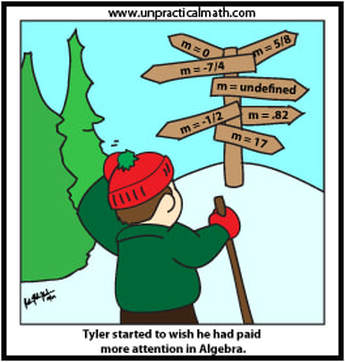 www.unpracticalmath.com
m = 0
m = 5/8
m = -7/4
m = undefined
m = -1/2
m = .82
m = 17
Tyler started to wish he had paid
more attention in Algebra.